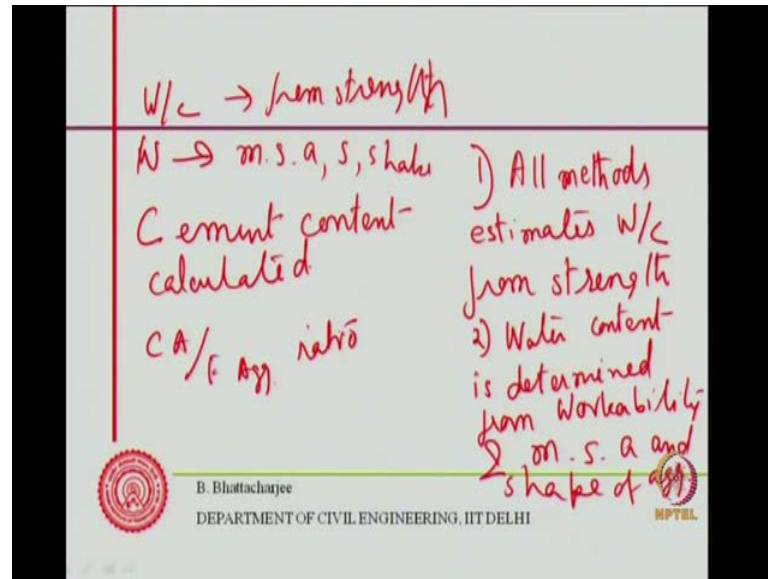 W/c → from strength
W → m.s.a, s, shape
Cement content-
calculated
CA/F. Agg. ratio
1) All methods
estimates W/c
from strength
2) Water content-
is determined
from Workability
& m.s.a and
shape of agg.
B. Bhattacharjee
DEPARTMENT OF CIVIL ENGINEERING, IIT DELHI
NPTEL